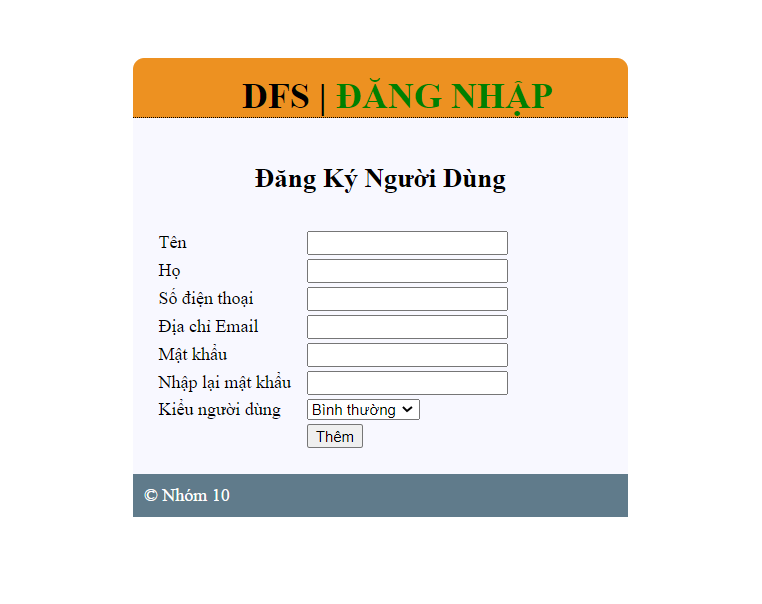 DFS | ĐĂNG NHẬP
Đăng Ký Người Dùng
Tên
Họ
Số điện thoại
Địa chỉ Email
Mật khẩu
Nhập lại mật khẩu
Kiểu người dùng Bình thường
Thêm
© Nhóm 10